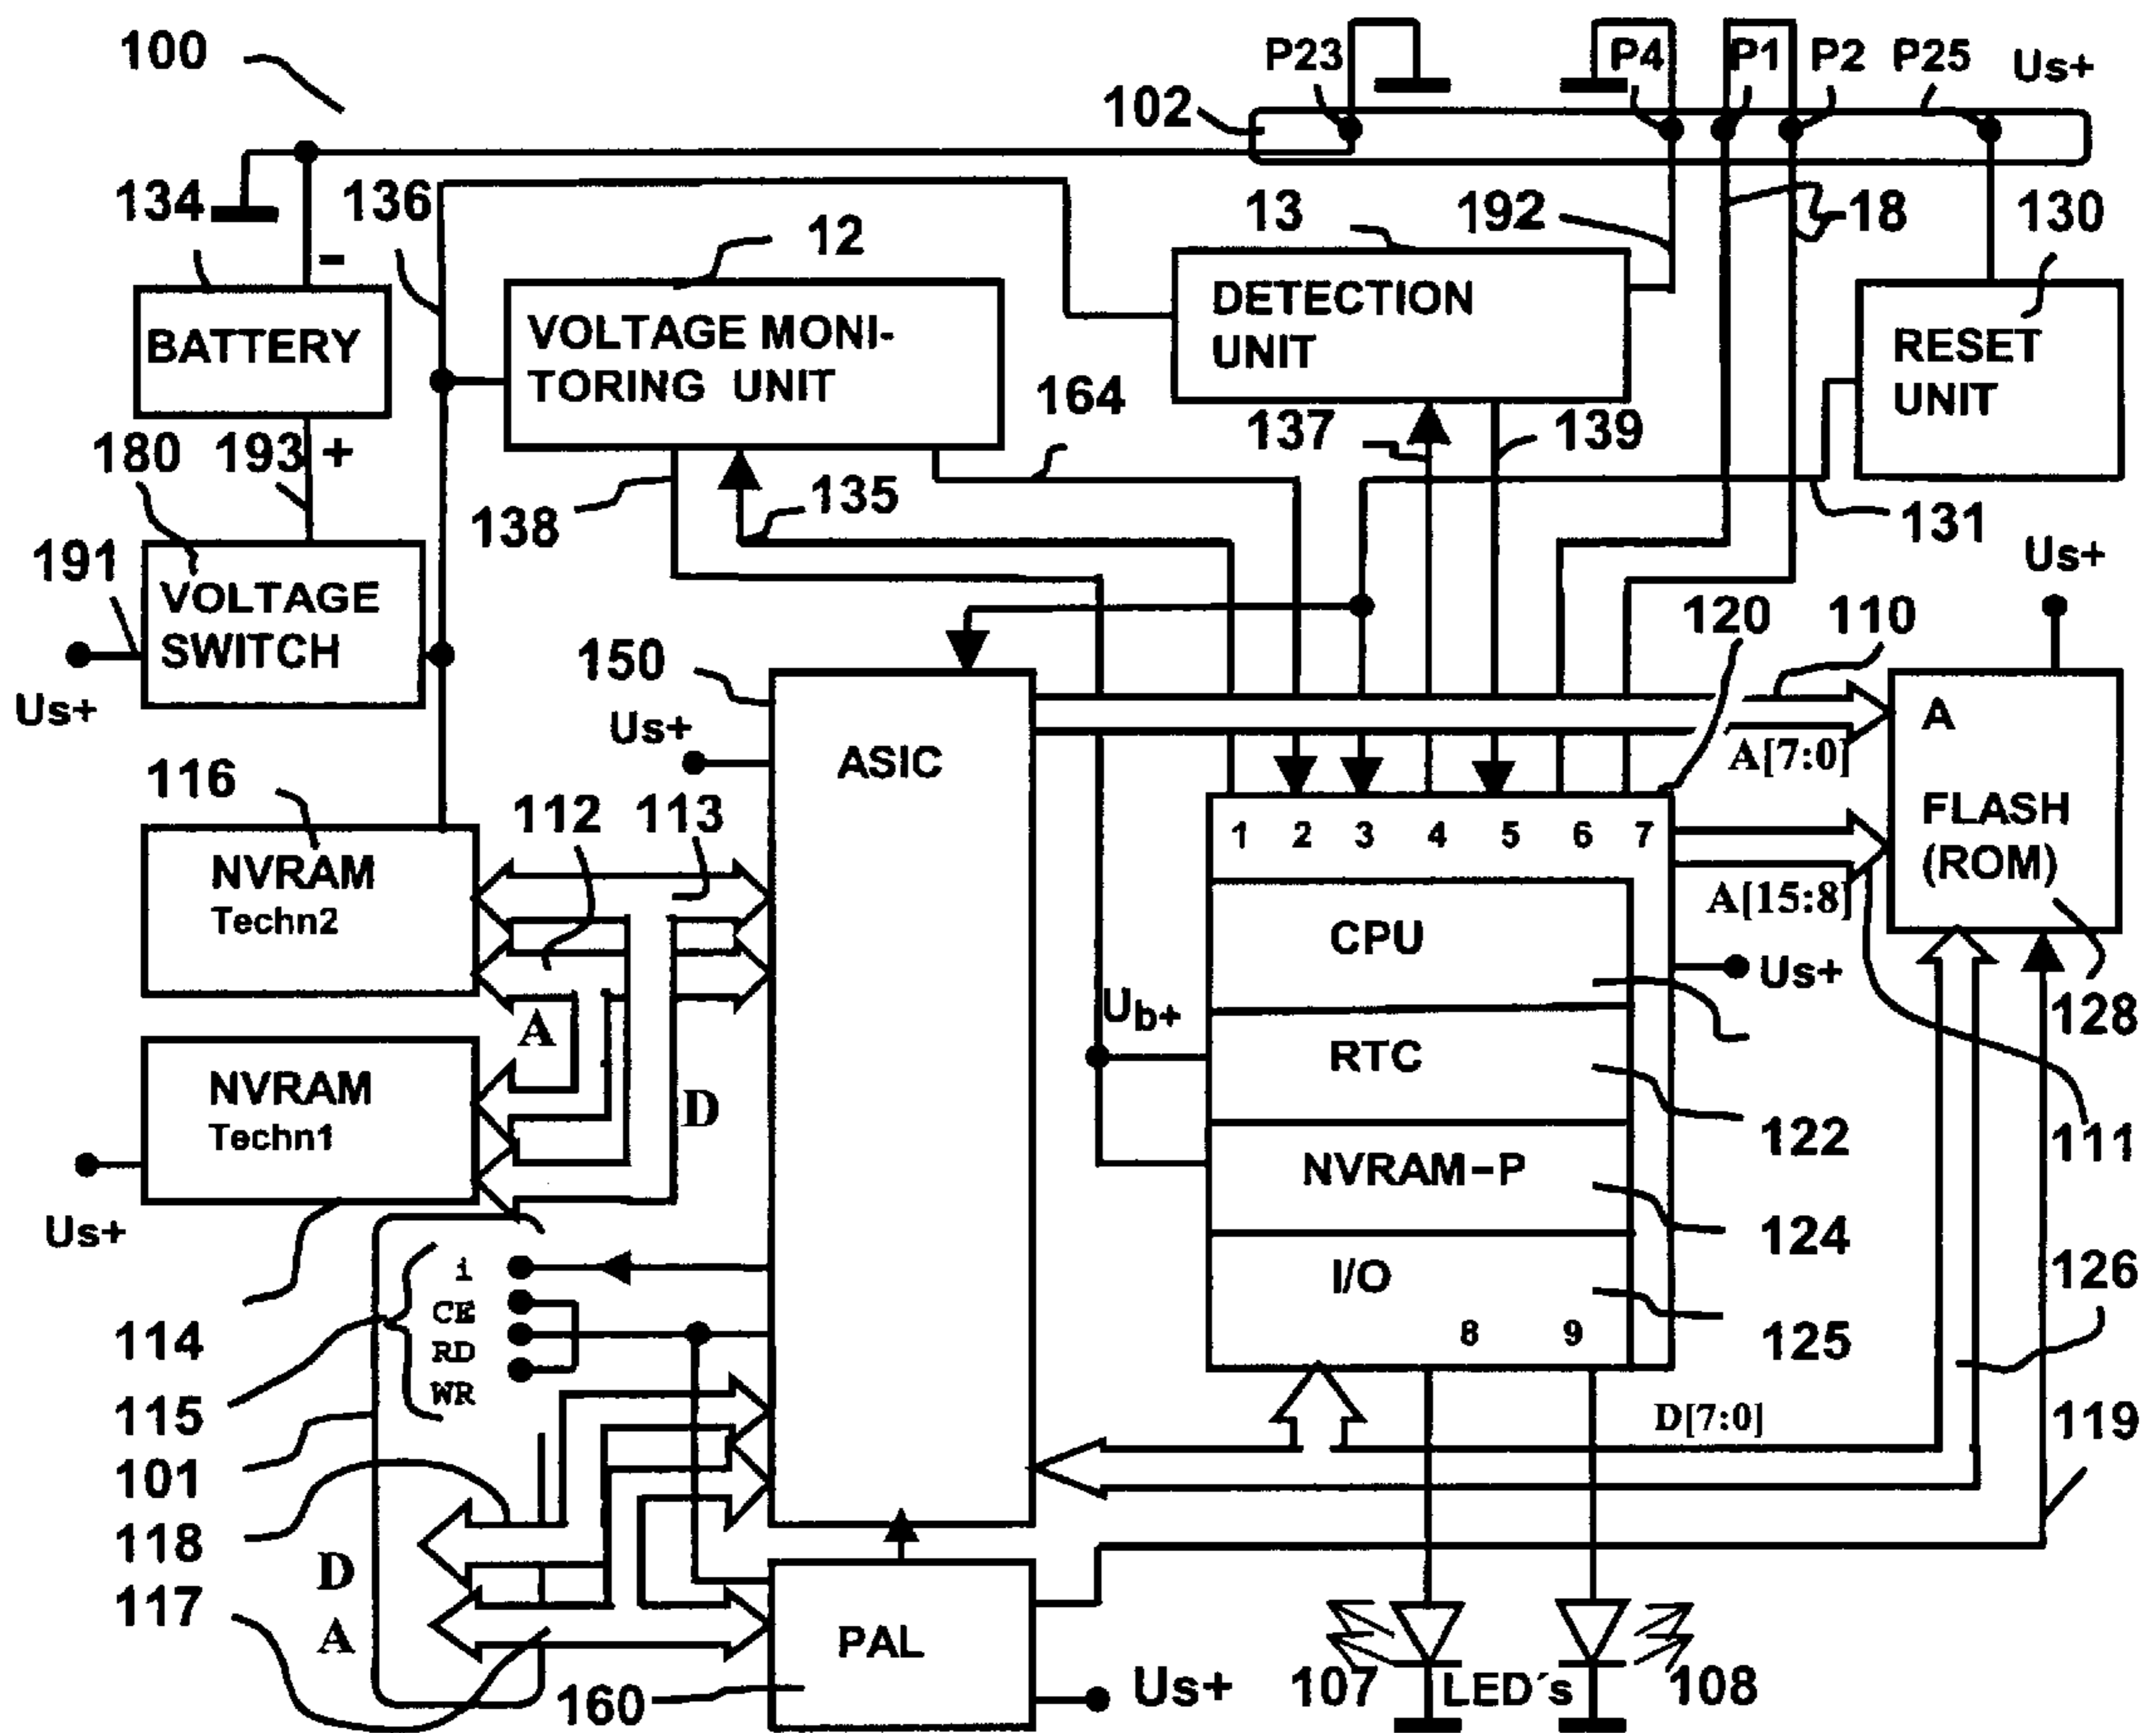 100
P23
P4
P1
P2
P25
Us+
102
134
136
12
13
192
18
130
-
BATTERY
VOLTAGE MONI-
TORING UNIT
DETECTION
UNIT
RESET
UNIT
180
193
+
164
137
139
138
135
131
191
VOLTAGE
SWITCH
Us+
Us+
120
110
150
Us+
ASIC
A
A[7:0]
FLASH
(ROM)
116
112
113
NVRAM
Techn2
1 2 3 4 5 6 7
A[15:8]
CPU
Us+
Ub+
128
A
RTC
NVRAM
Techn1
D
122
111
NVRAM-P
Us+
124
i
CE
RD
WR
I/O
126
114
8 9
125
115
D[7:0]
119
101
118
D
117
A
PAL
160
Us+
107
LED´s
108